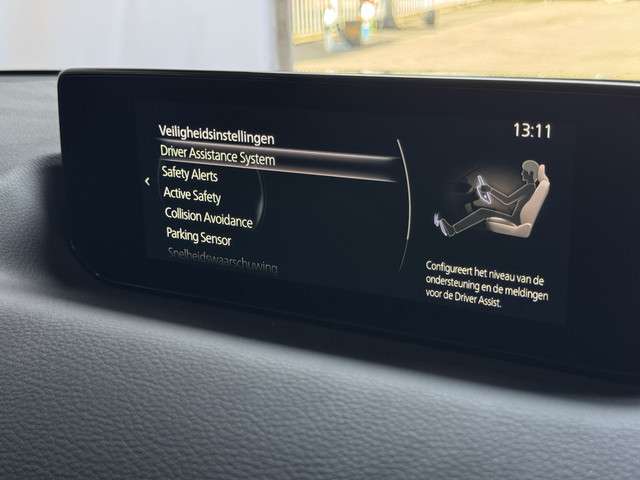 Veiligheidsinstellingen
13:11
Driver Assistance System
Safety Alerts
Active Safety
Collision Avoidance
Parking Sensor
Snelheidswaarschuwing
Configureert het niveau van de
ondersteuning en de meldingen
voor de Driver Assist.